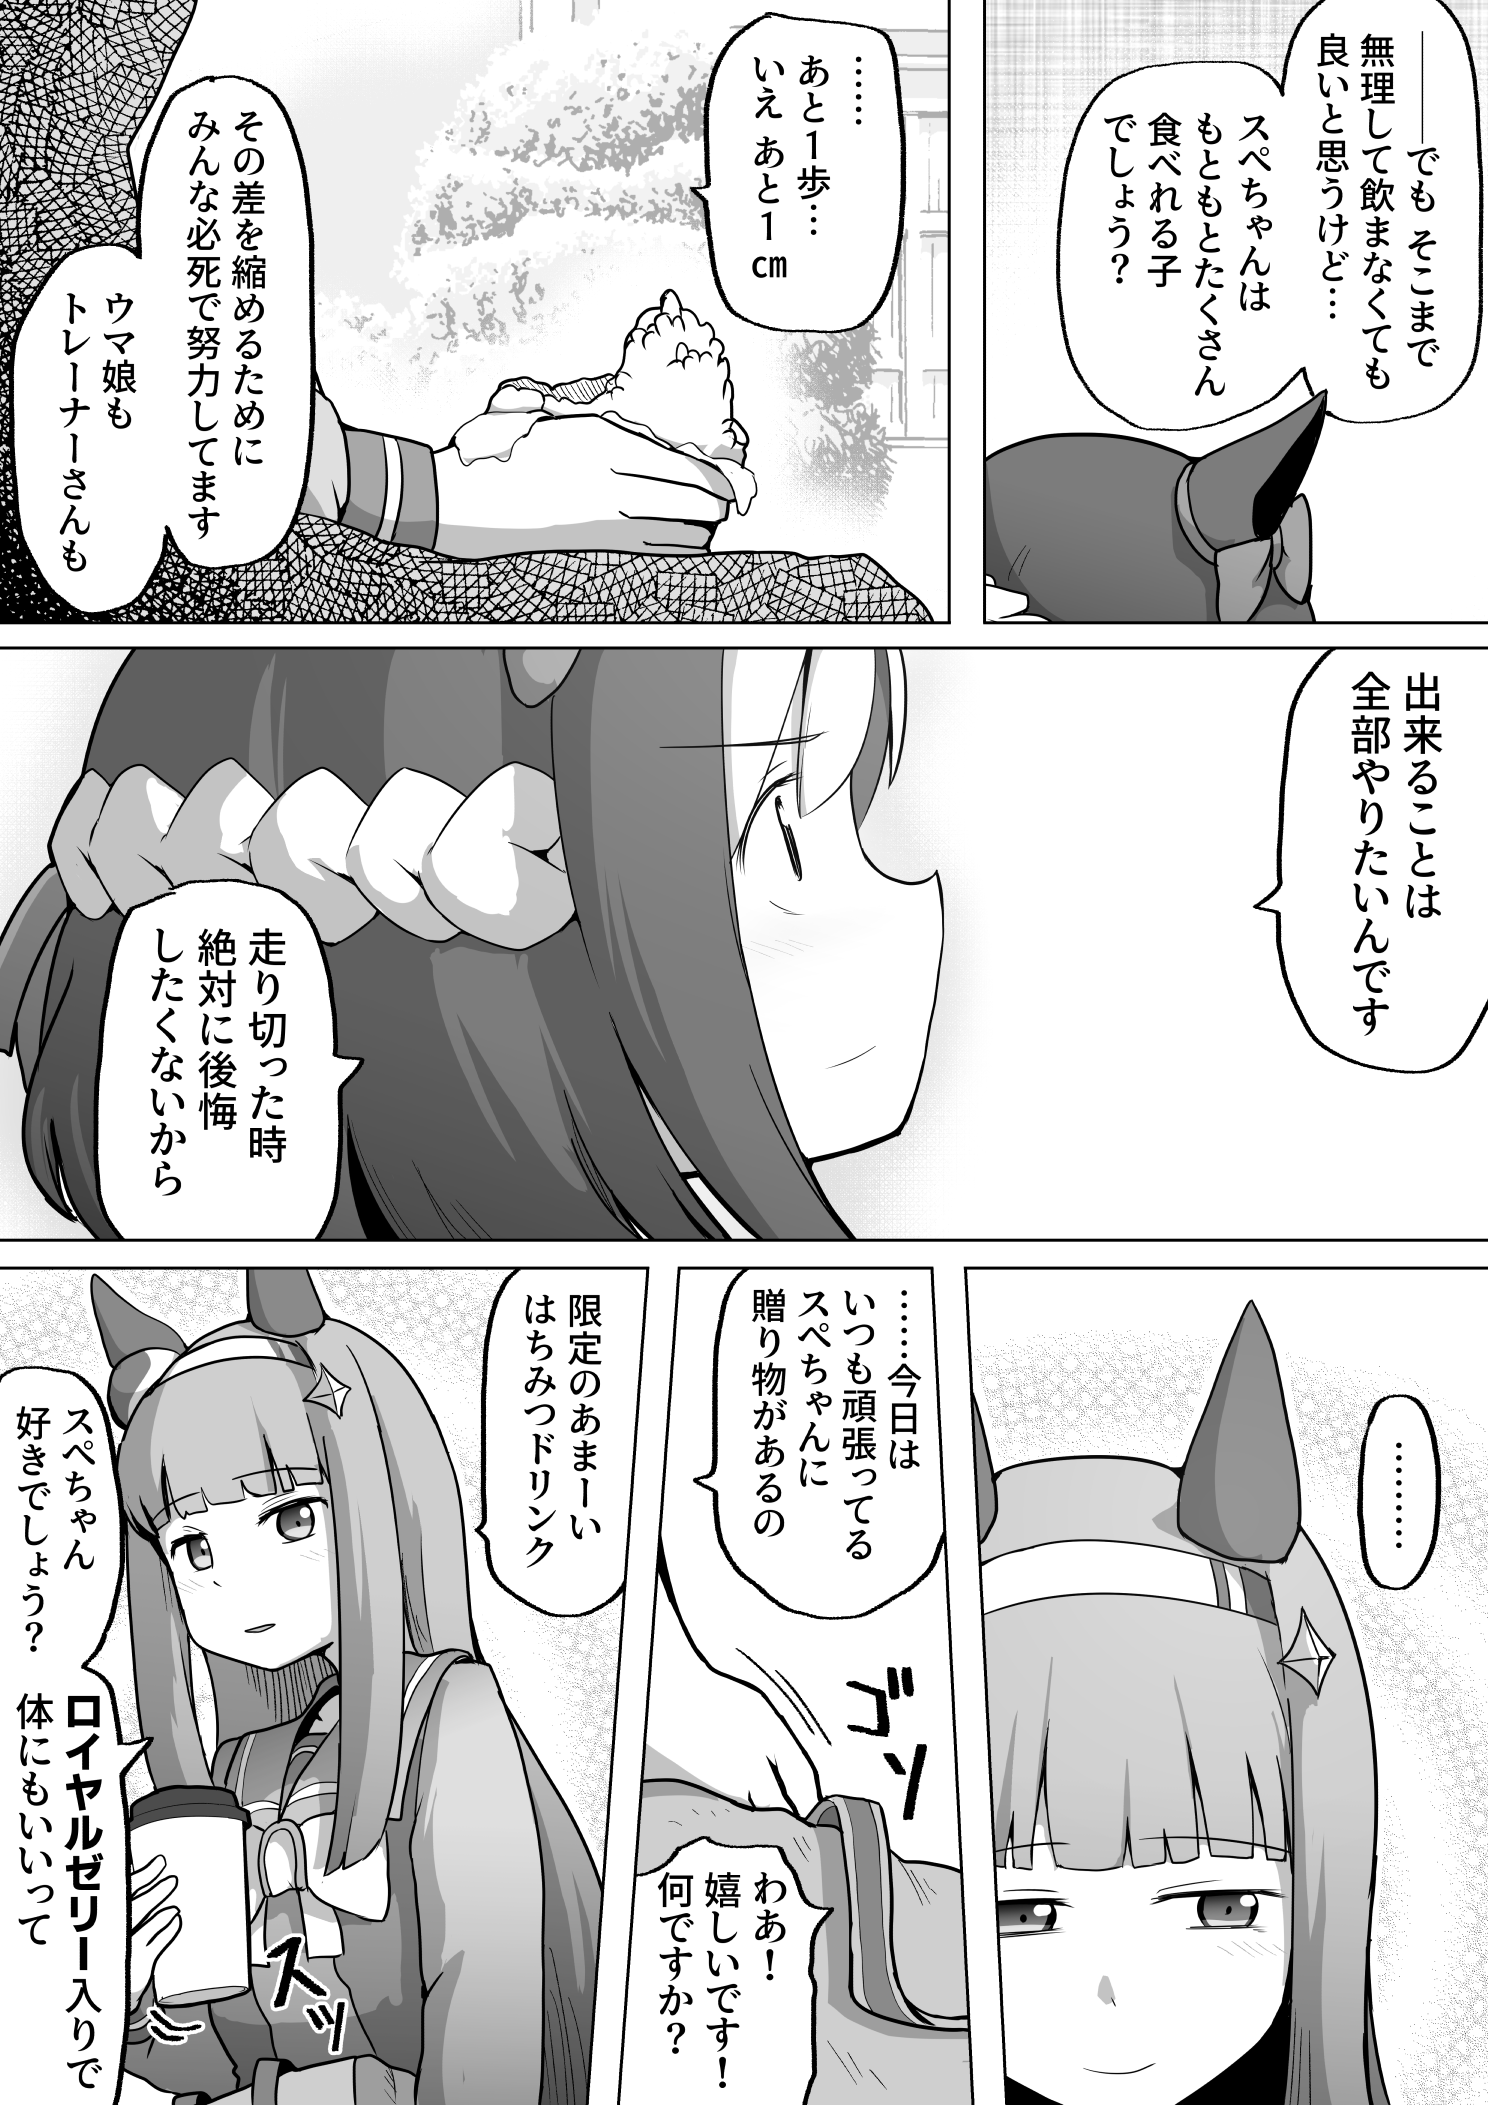 ――でも そこまで
無理して飲まなくても
良いと思うけど…
スペちゃんは
もともとたくさん
食べれる子
でしょう？
……
あと1歩…
いえ あと1㎝
その差を縮めるために
みんな必死で努力してます
ウマ娘も
トレーナーさんも
出来ることは
全部やりたいんです
走り切った時
絶対に後悔
したくないから
………
……今日は
いつも頑張ってる
スペちゃんに
贈り物があるの
ゴソ
わあ！
嬉しいです！
何ですか？
限定のあまーい
はちみつドリンク
スペちゃん
好きでしょう？
ロイヤルゼリー入りで
体にもいいって
スッ